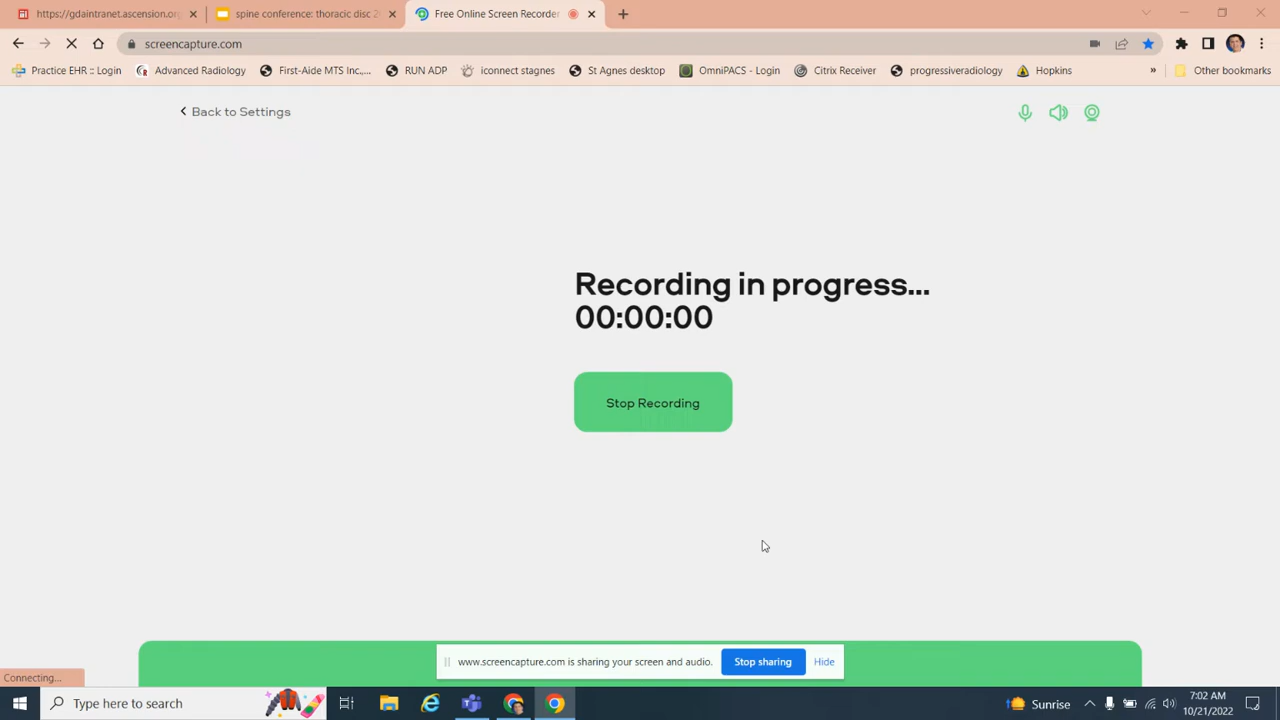 https://gdaintranet.ascension.or
spine conference: thoracic disc 2
Free Online Screen Recorder
screencapture.com
Practice EHR :: Login
Advanced Radiology
First-Aide MTS Inc.,...
RUN ADP
iconnect stagnes
St Agnes desktop
OmniPACS - Login
Citrix Receiver
progressiveradiology
Hopkins
»
Other bookmarks
Back to Settings
Recording in progress...
00:00:00
Stop Recording
www.screencapture.com is sharing your screen and audio.
Stop sharing
Hide
Connecting...
Type here to search
Sunrise
7:02 AM
10/21/2022